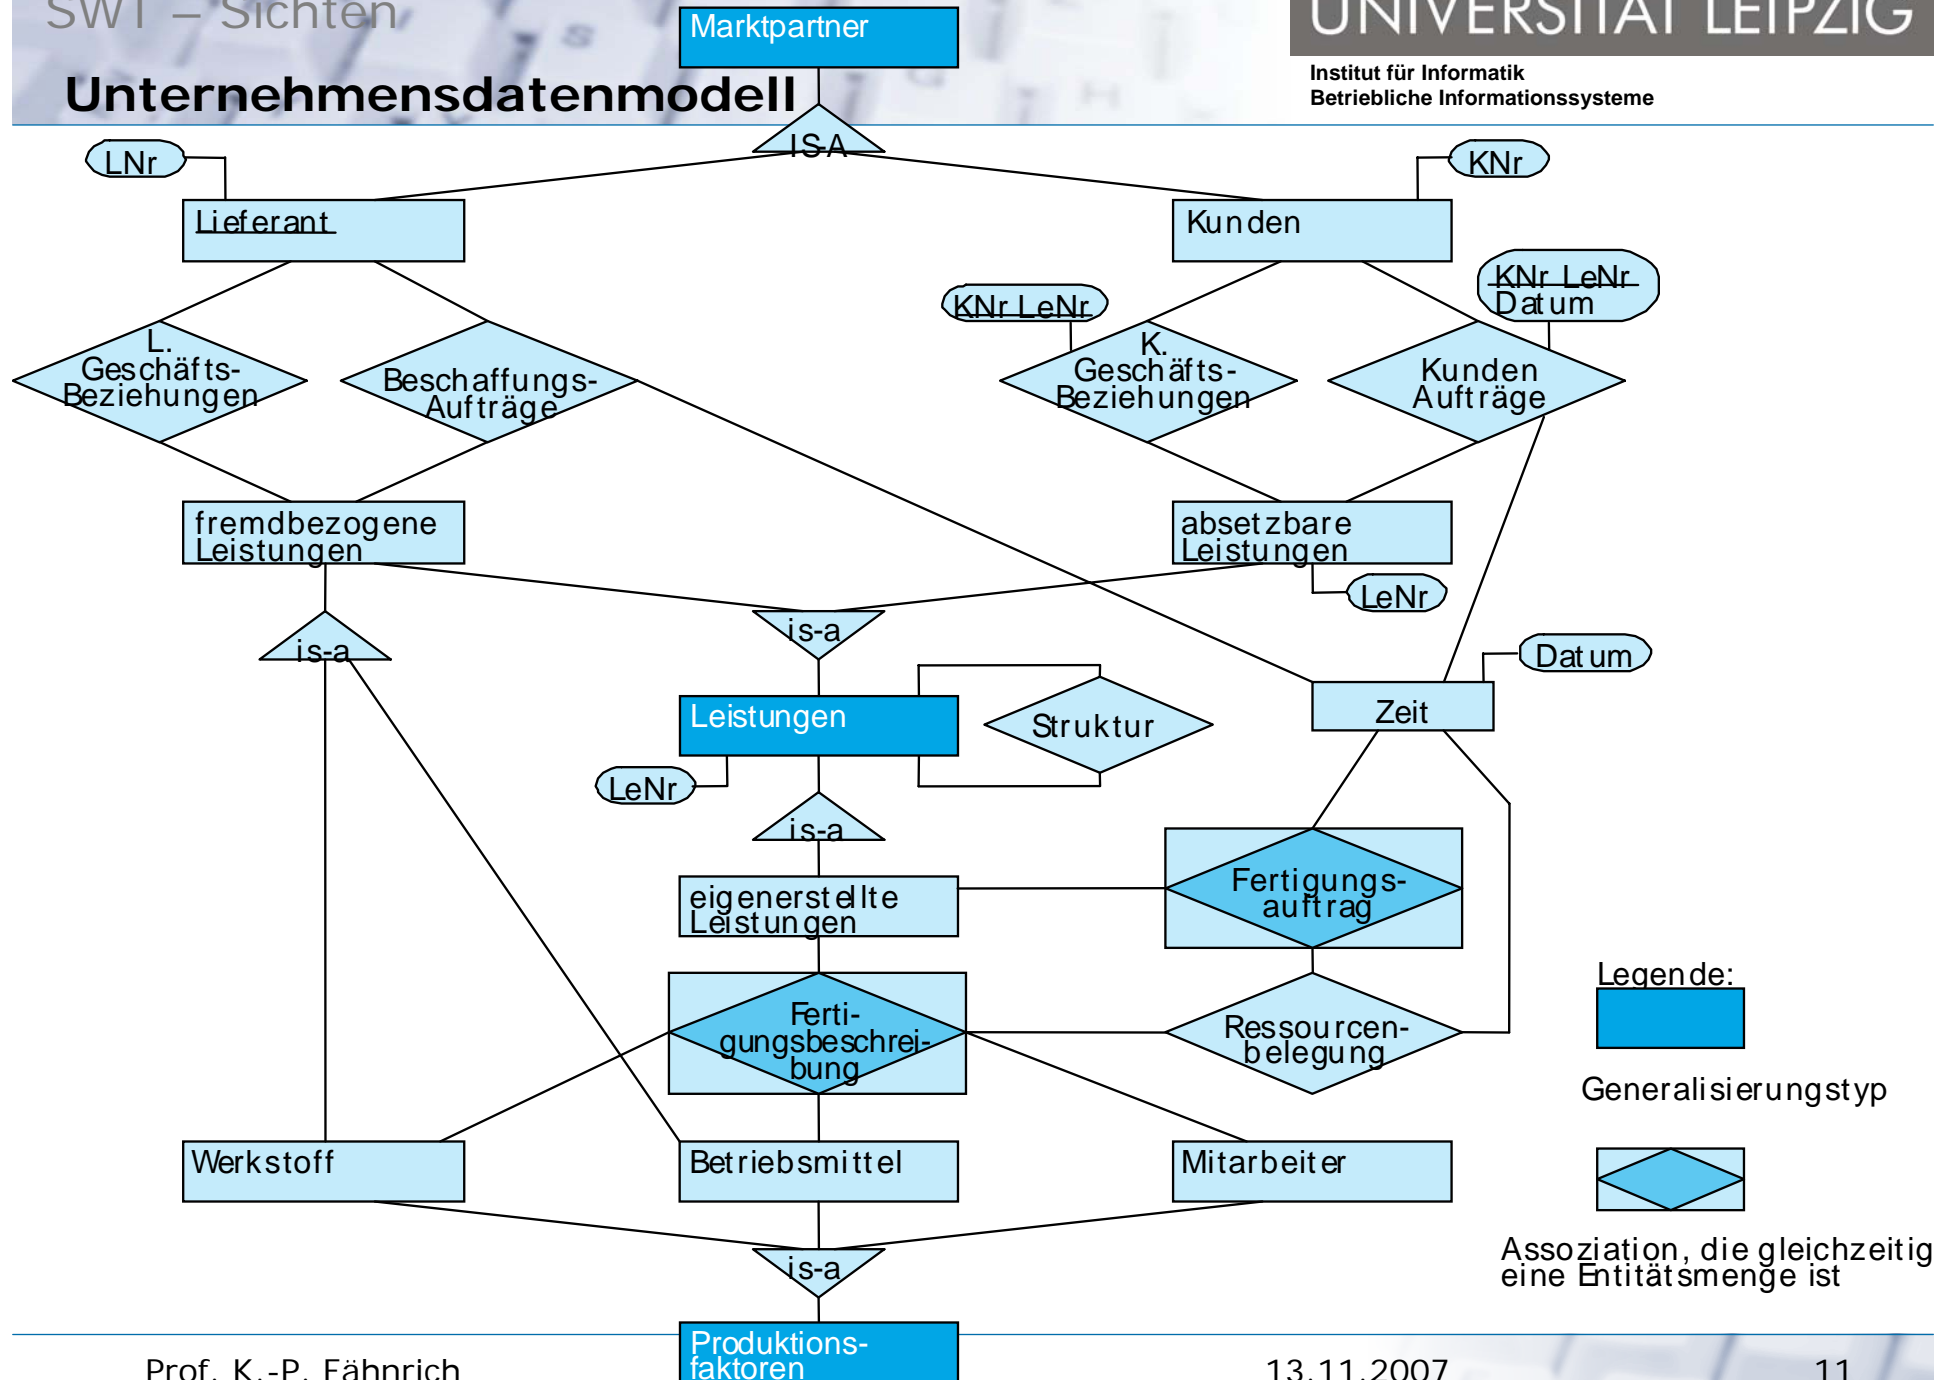 SWT – Sichten
Marktpartner
UNIVERSITÄT LEIPZIG
Institut für Informatik
Betriebliche Informationssysteme
Unternehmensdatenmodell
IS-A
LNr
KNr
Lieferant
Kunden
KNr LeNr
Datum
KNr LeNr
L.
Geschäfts-
Beziehungen
Beschaffungs-
Aufträge
K.
Geschäfts-
Beziehungen
Kunden
Aufträge
fremdbezogene
Leistungen
absetzbare
Leistungen
LeNr
is-a
is-a
Datum
Leistungen
Struktur
Zeit
LeNr
is-a
eigenerstellte
Leistungen
Fertigungs-
auftrag
Legende:
Ferti-
gungsbeschrei-
bung
Ressourcen-
belegung
Generalisierungstyp
Werkstoff
Betriebsmittel
Mitarbeiter
Assoziation, die gleichzeitig
eine Entitätsmenge ist
is-a
Produktions-
faktoren
Prof. K.-P. Fähnrich
13.11.2007
11